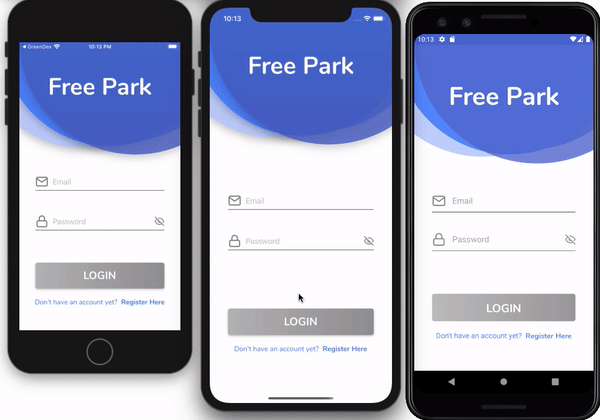 GreenDex 10:13 PM
Free Park
Email
Password
LOGIN
Don't have an account yet? Register Here
10:13
Free Park
Email
Password
LOGIN
Don't have an account yet? Register Here
10:13
Free Park
Email
Password
LOGIN
Don't have an account yet? Register Here